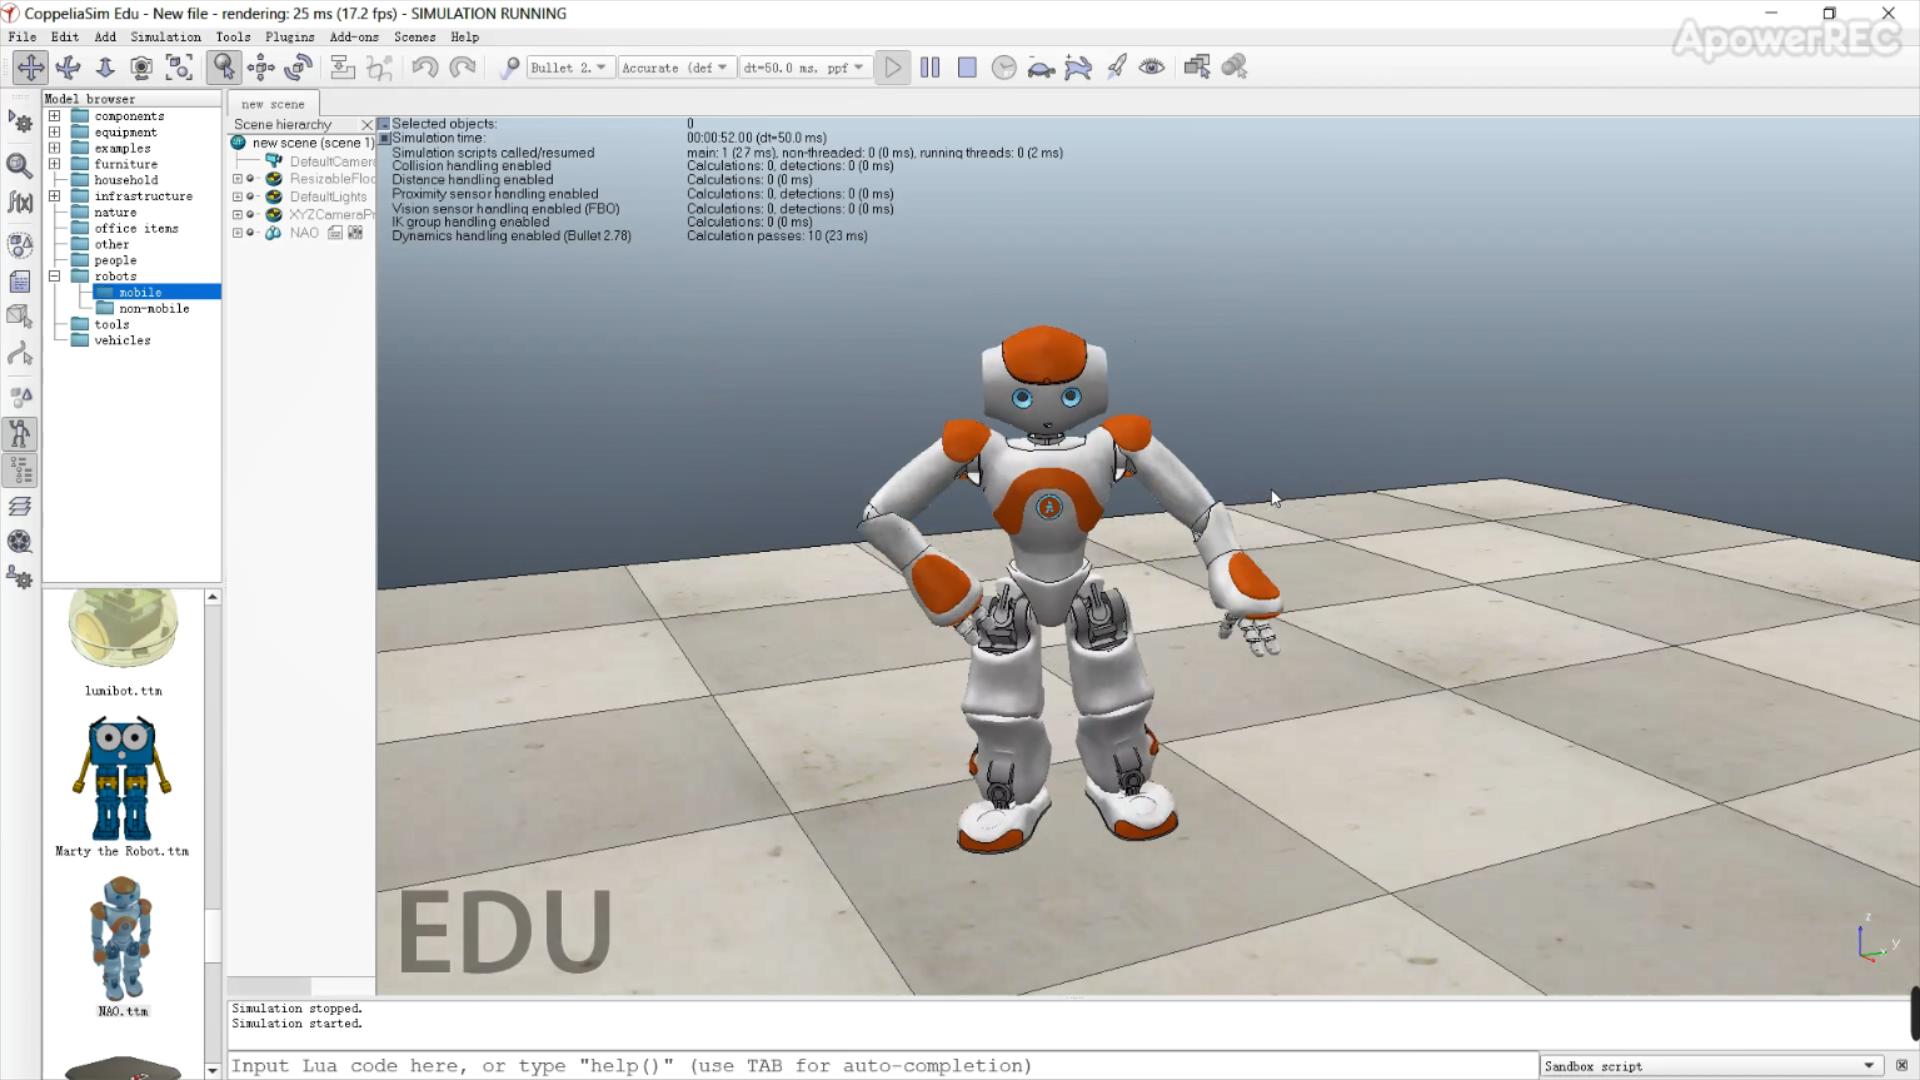 CoppeliaSim Edu - New file - rendering: 25 ms (17.2 fps) - SIMULATION RUNNING
ApowerREC
File Edit Add Simulation Tools Plugins Add-ons Scenes Help
Bullet 2. Accurate (def dt=50.0 ms, ppf
Model browser
components
equipment
examples
furniture
household
infrastructure
nature
office items
other
people
robots
mobile
non-mobile
tools
vehicles
lumibot.ttm
Marty the Robot.ttm
NAO.ttm
new scene
Scene hierarchy
new scene (scene 1)
DefaultCamera
ResizableFloo
DefaultLights
XYZCameraPr
NAO
f(x)
Selected objects: 0
Simulation time: 00:00:52.00 (dt=50.0 ms)
Simulation scripts called/resumed main: 1 (27 ms), non-threaded: 0 (0 ms), running threads: 0 (2 ms)
Collision handling enabled Calculations: 0, detections: 0 (0 ms)
Distance handling enabled Calculations: 0 (0 ms)
Proximity sensor handling enabled Calculations: 0, detections: 0 (0 ms)
Vision sensor handling enabled (FBO) Calculations: 0, detections: 0 (0 ms)
IK group handling enabled Calculations: 0 (0 ms)
Dynamics handling enabled (Bullet 2.78) Calculation passes: 10 (23 ms)
EDU
z
y
Simulation stopped.
Simulation started.
Input Lua code here, or type "help()" (use TAB for auto-completion)
Sandbox script